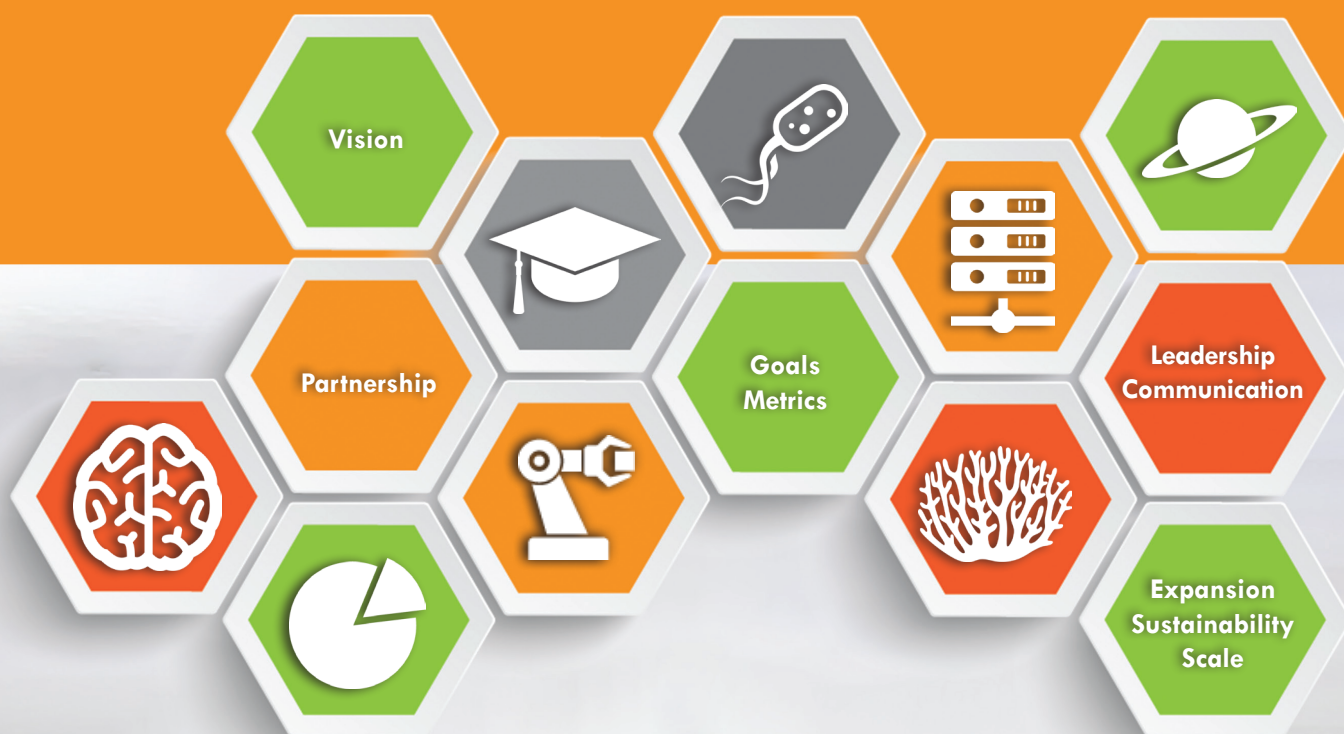 Vision
Partnership
Goals
Metrics
Leadership
Communication
Expansion
Sustainability
Scale